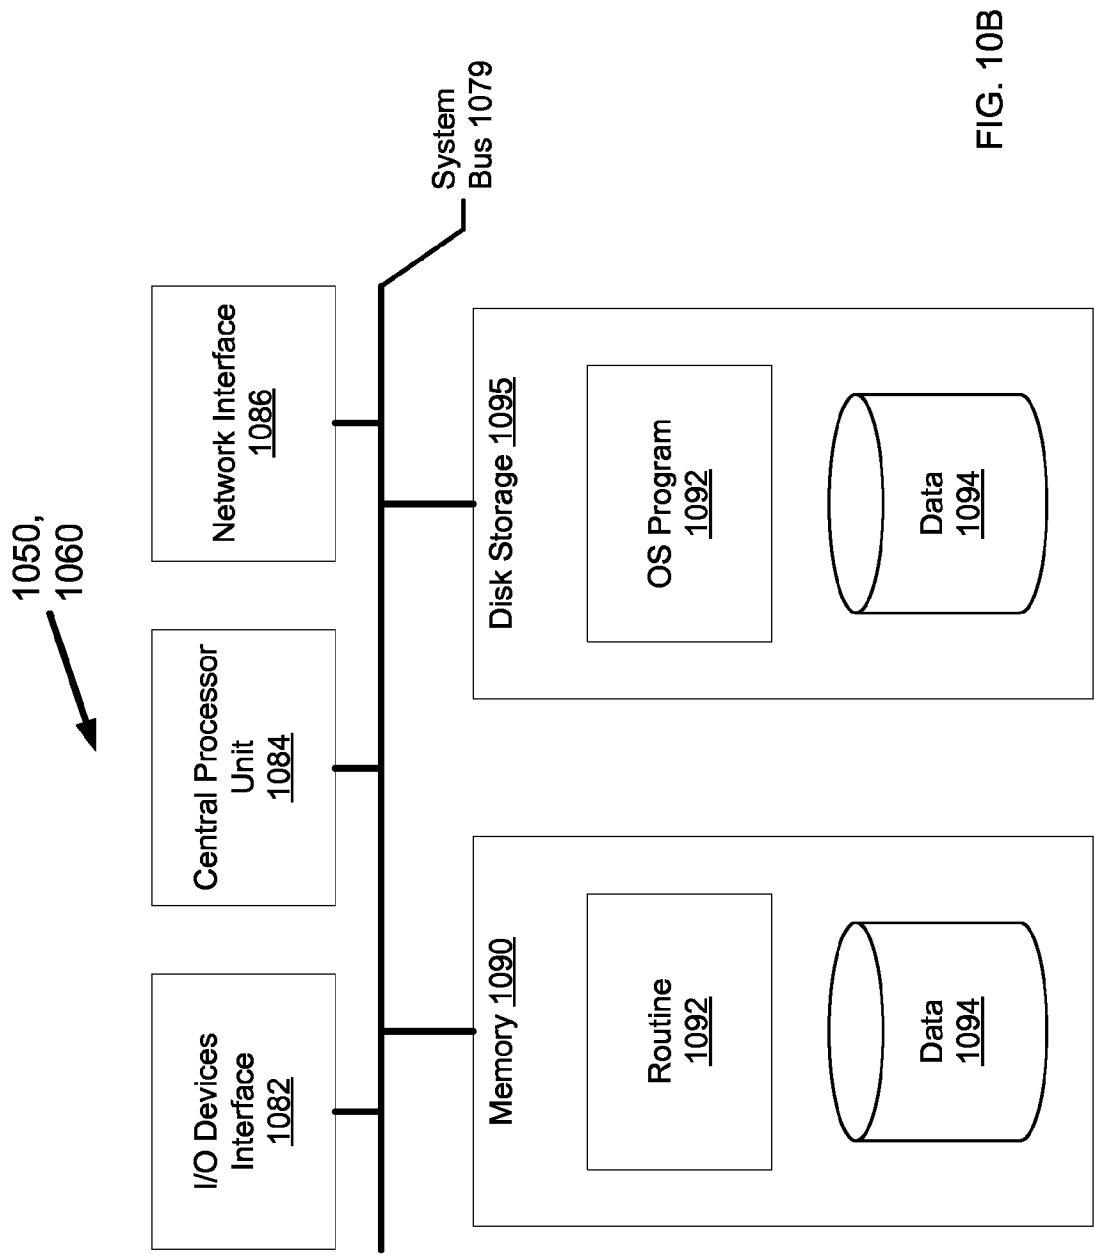 1050,
1060
I/O Devices
Interface
1082
Central Processor
Unit
1084
Network Interface
1086
System
Bus 1079
Memory 1090
Routine
1092
Data
1094
Disk Storage 1095
OS Program
1092
Data
1094
FIG. 10B